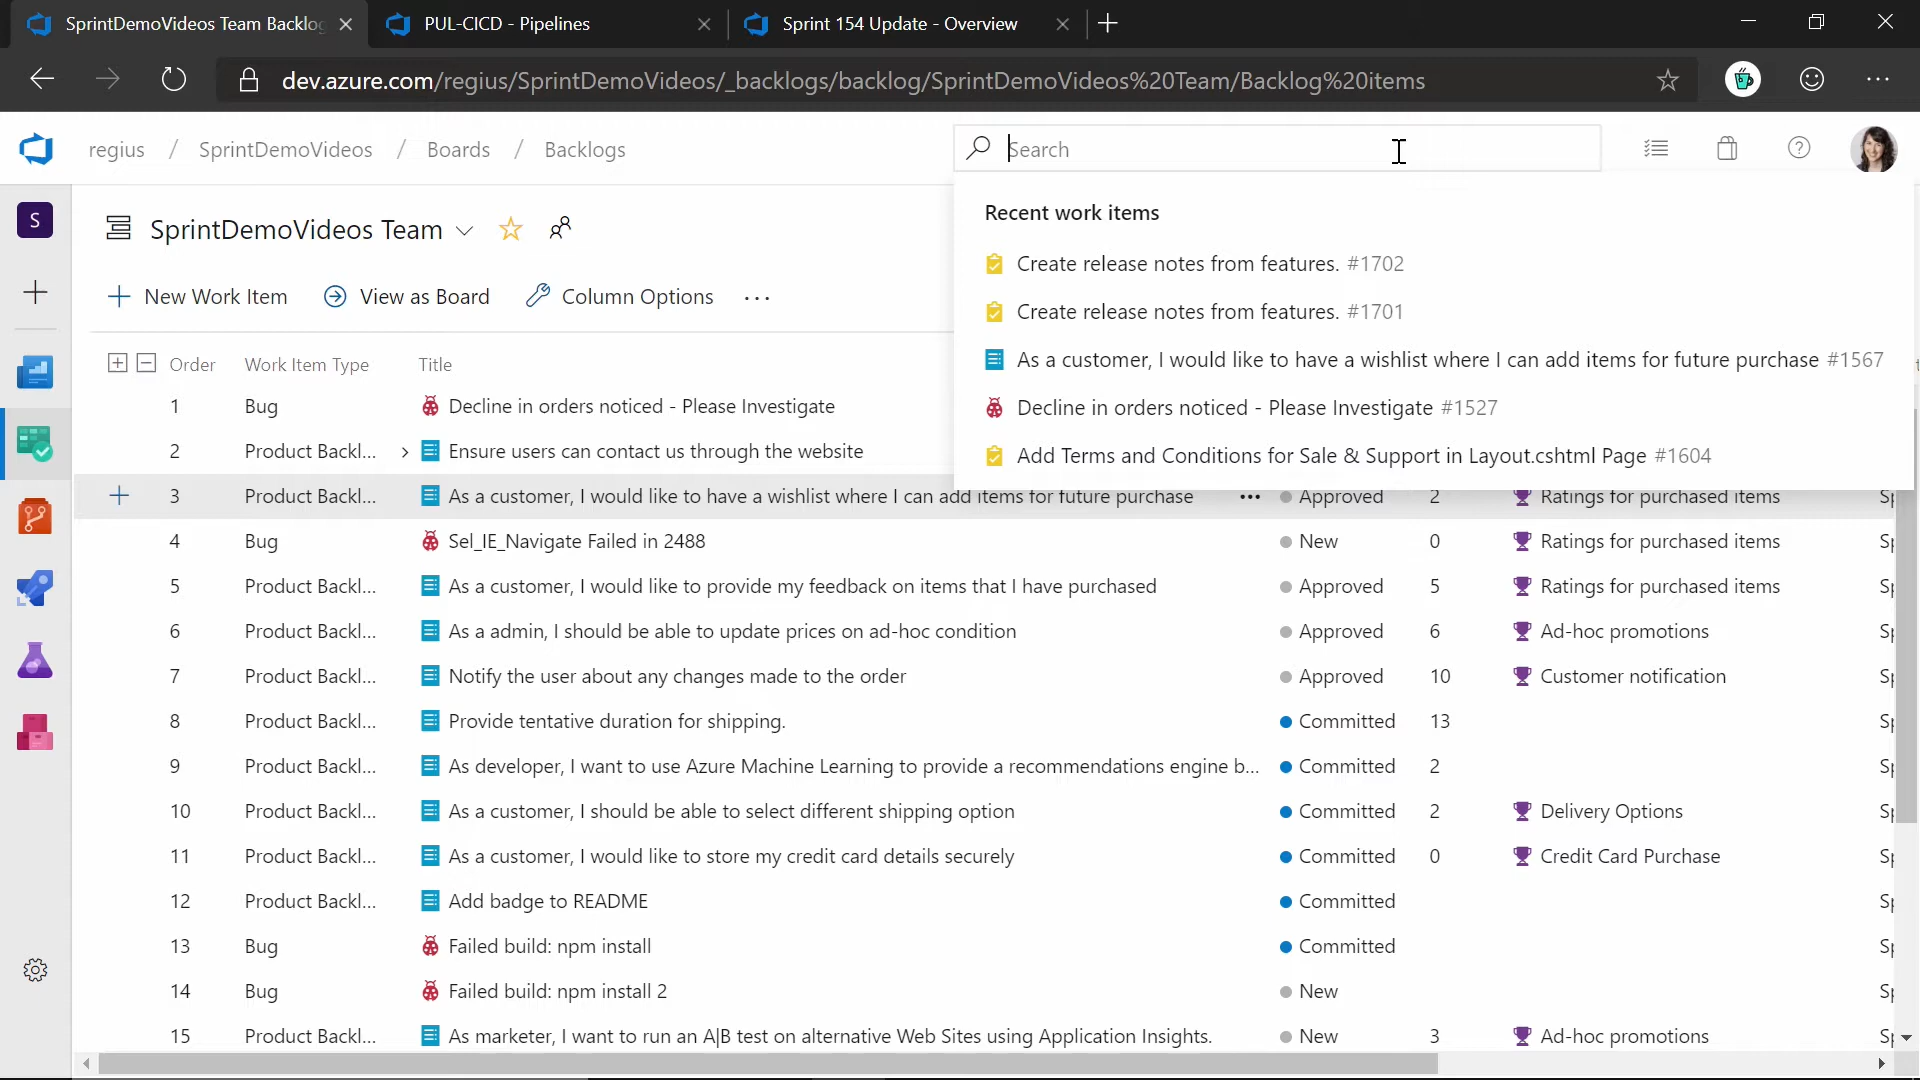 SprintDemoVideos Team Backlo
PUL-CICD - Pipelines
Sprint 154 Update - Overview
dev.azure.com/regius/SprintDemoVideos/_backlogs/backlog/SprintDemoVideos%20Team/Backlog%20items
regius / SprintDemoVideos / Boards / Backlogs
Search
S
SprintDemoVideos Team
Recent work items
Create release notes from features. #1702
Create release notes from features. #1701
As a customer, I would like to have a wishlist where I can add items for future purchase #1567
Decline in orders noticed - Please Investigate #1527
Add Terms and Conditions for Sale & Support in Layout.cshtml Page #1604
New Work Item View as Board Column Options ...
Order Work Item Type Title
1 Bug Decline in orders noticed - Please Investigate
2 Product Backl... Ensure users can contact us through the website
3 Product Backl... As a customer, I would like to have a wishlist where I can add items for future purchase ... Approved 2 Ratings for purchased items
4 Bug Sel_IE_Navigate Failed in 2488 New 0 Ratings for purchased items
5 Product Backl... As a customer, I would like to provide my feedback on items that I have purchased Approved 5 Ratings for purchased items
6 Product Backl... As a admin, I should be able to update prices on ad-hoc condition Approved 6 Ad-hoc promotions
7 Product Backl... Notify the user about any changes made to the order Approved 10 Customer notification
8 Product Backl... Provide tentative duration for shipping. Committed 13
9 Product Backl... As developer, I want to use Azure Machine Learning to provide a recommendations engine b... Committed 2
10 Product Backl... As a customer, I should be able to select different shipping option Committed 2 Delivery Options
11 Product Backl... As a customer, I would like to store my credit card details securely Committed 0 Credit Card Purchase
12 Product Backl... Add badge to README Committed
13 Bug Failed build: npm install Committed
14 Bug Failed build: npm install 2 New
15 Product Backl... As marketer, I want to run an A|B test on alternative Web Sites using Application Insights. New 3 Ad-hoc promotions